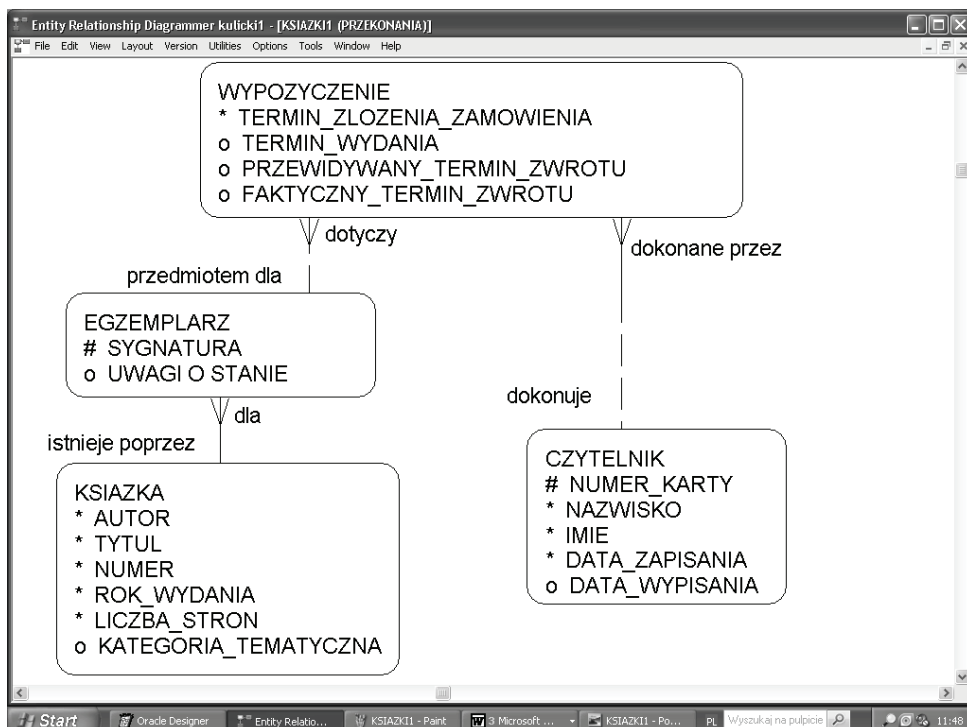 Entity Relationship Diagrammer kulicki1 - [KSIAZKI1 (PRZEKONANIA)]
File Edit View Layout Version Utilities Options Tools Window Help
WYPOZYCZENIE
* TERMIN_ZLOZENIA_ZAMOWIENIA
o TERMIN_WYDANIA
o PRZEWIDYWANY_TERMIN_ZWROTU
o FAKTYCZNY_TERMIN_ZWROTU
dotyczy
dokonane przez
przedmiotem dla
EGZEMPLARZ
# SYGNATURA
o UWAGI O STANIE
dla
dokonuje
istnieje poprzez
KSIAZKA
* AUTOR
* TYTUL
* NUMER
* ROK_WYDANIA
* LICZBA_STRON
o KATEGORIA_TEMATYCZNA
CZYTELNIK
# NUMER_KARTY
* NAZWISKO
* IMIE
* DATA_ZAPISANIA
o DATA_WYPISANIA
Start Oracle Designer Entity Relatio... KSIAZKI1 - Paint 3 Microsoft ... KSIAZKI1 - Po... PL Wyszukaj na pulpicie 11:48